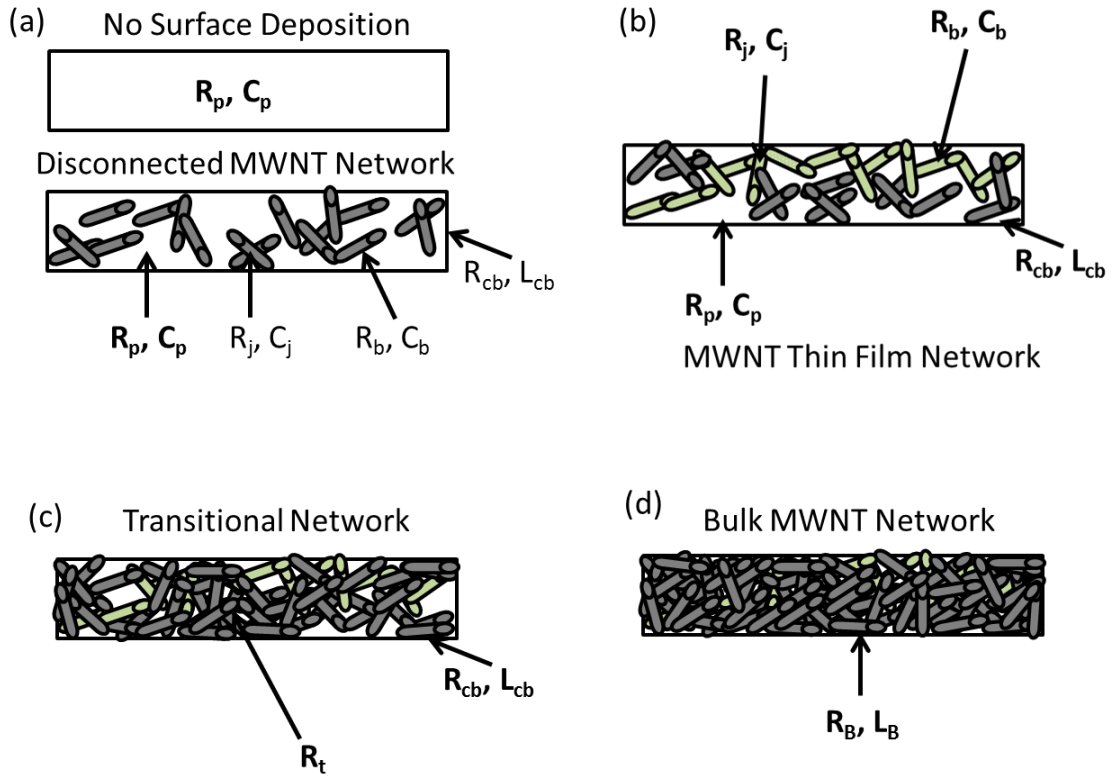 (a)
No Surface Deposition
Rp, Cp
Disconnected MWNT Network
Rcb, Lcb
Rp, Cp
Rj, Cj
Rb, Cb
(b)
Rj, Cj
Rb, Cb
Rcb, Lcb
Rp, Cp
MWNT Thin Film Network
(c)
Transitional Network
Rcb, Lcb
Rt
(d)
Bulk MWNT Network
RB, LB